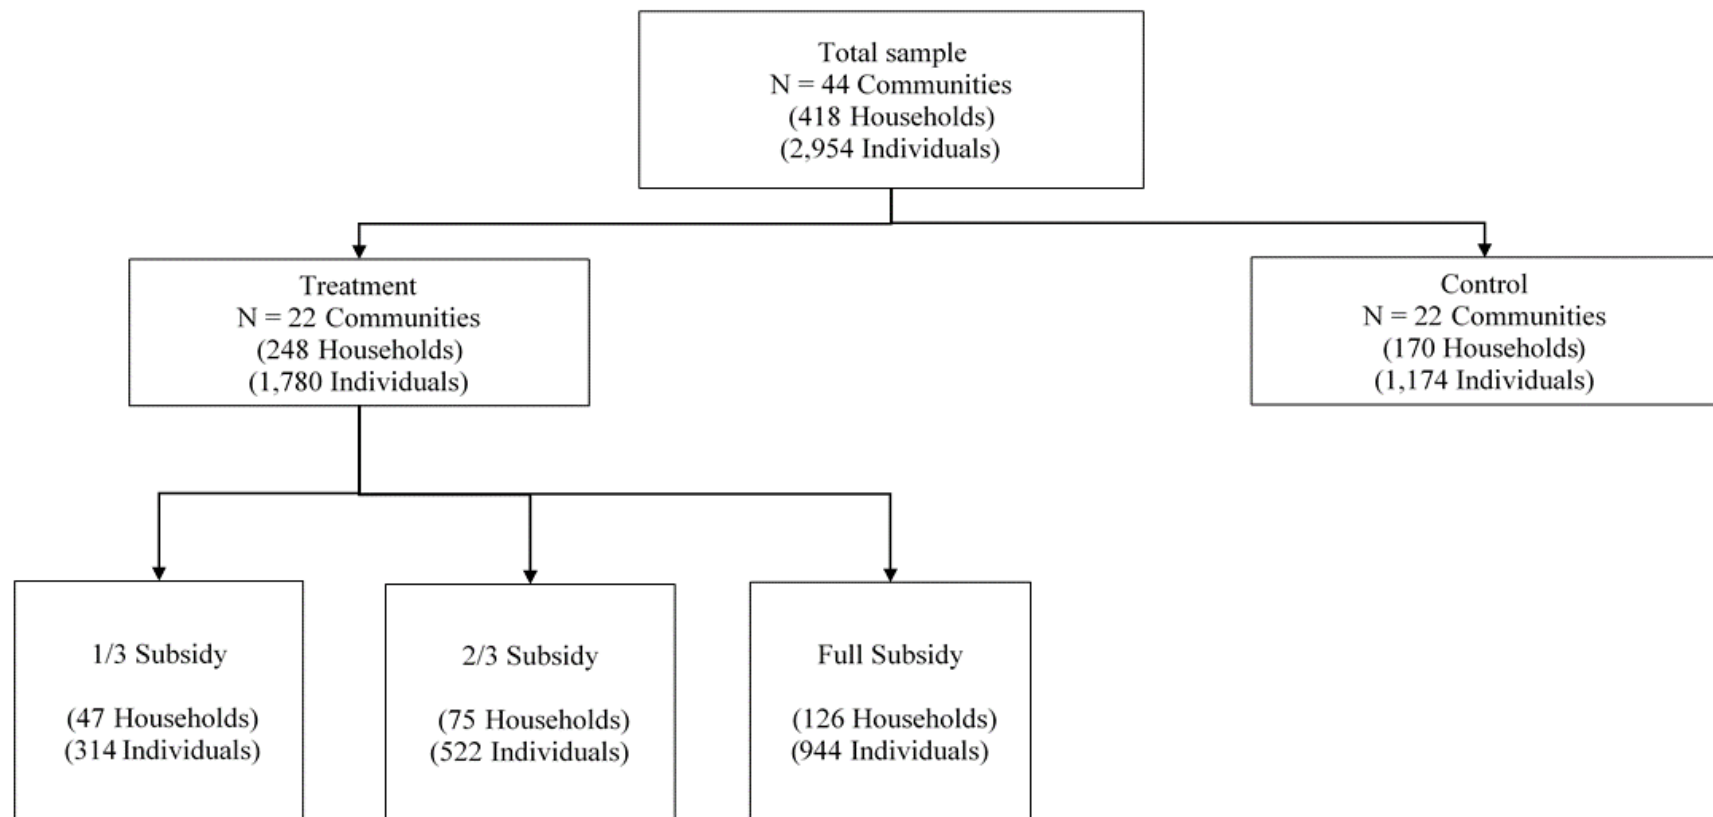 Total sample
N = 44 Communities
(418 Households)
(2,954 Individuals)
Treatment
N = 22 Communities
(248 Households)
(1,780 Individuals)
Control
N = 22 Communities
(170 Households)
(1,174 Individuals)
1/3 Subsidy
(47 Households)
(314 Individuals)
2/3 Subsidy
(75 Households)
(522 Individuals)
Full Subsidy
(126 Households)
(944 Individuals)